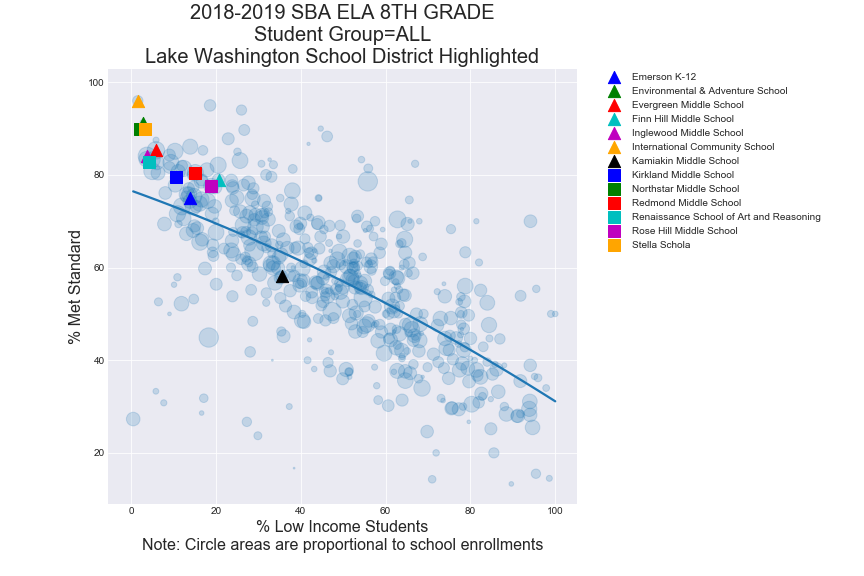 2018-2019 SBA ELA 8TH GRADE
Student Group=ALL
Lake Washington School District Highlighted
100
80
60
40
20
% Met Standard
0
20
40
60
80
100
% Low Income Students
Note: Circle areas are proportional to school enrollments
Emerson K-12
Environmental & Adventure School
Evergreen Middle School
Finn Hill Middle School
Inglewood Middle School
International Community School
Kamiakin Middle School
Kirkland Middle School
Northstar Middle School
Redmond Middle School
Renaissance School of Art and Reasoning
Rose Hill Middle School
Stella Schola